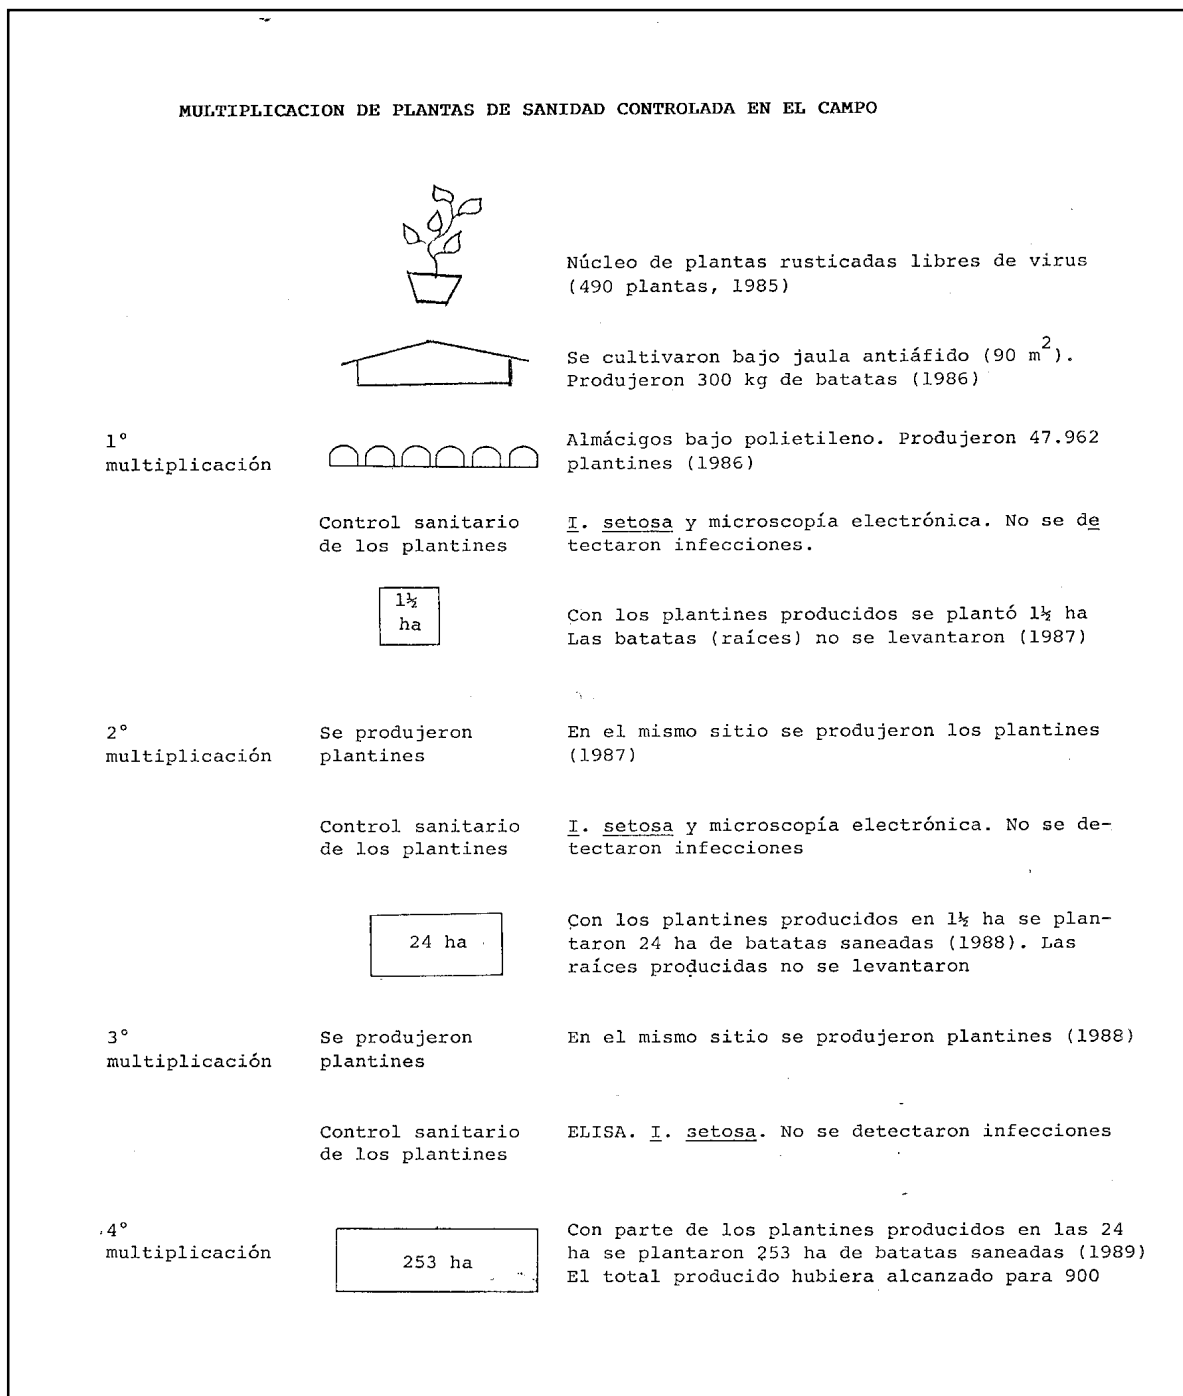 MULTIPLICACION DE PLANTAS DE SANIDAD CONTROLADA EN EL CAMPO
Núcleo de plantas rusticadas libres de virus
(490 plantas, 1985)
Se cultivaron bajo jaula antiáfido (90 m²).
Produjeron 300 kg de batatas (1986)
1°
multiplicación
Almácigos bajo polietileno. Produjeron 47.962
plantines (1986)
Control sanitario
de los plantines
I. setosa y microscopía electrónica. No se de
tectaron infecciones.
1½
ha
Con los plantines producidos se plantó 1½ ha
Las batatas (raíces) no se levantaron (1987)
2°
multiplicación
Se produjeron
plantines
En el mismo sitio se produjeron los plantines
(1987)
Control sanitario
de los plantines
I. setosa y microscopía electrónica. No se de-
tectaron infecciones
24 ha
Con los plantines producidos en 1½ ha se plan-
taron 24 ha de batatas saneadas (1988). Las
raíces producidas no se levantaron
3°
multiplicación
Se produjeron
plantines
En el mismo sitio se produjeron plantines (1988)
Control sanitario
de los plantines
ELISA. I. setosa. No se detectaron infecciones
4°
multiplicación
253 ha
Con parte de los plantines producidos en las 24
ha se plantaron 253 ha de batatas saneadas (1989)
El total producido hubiera alcanzado para 900